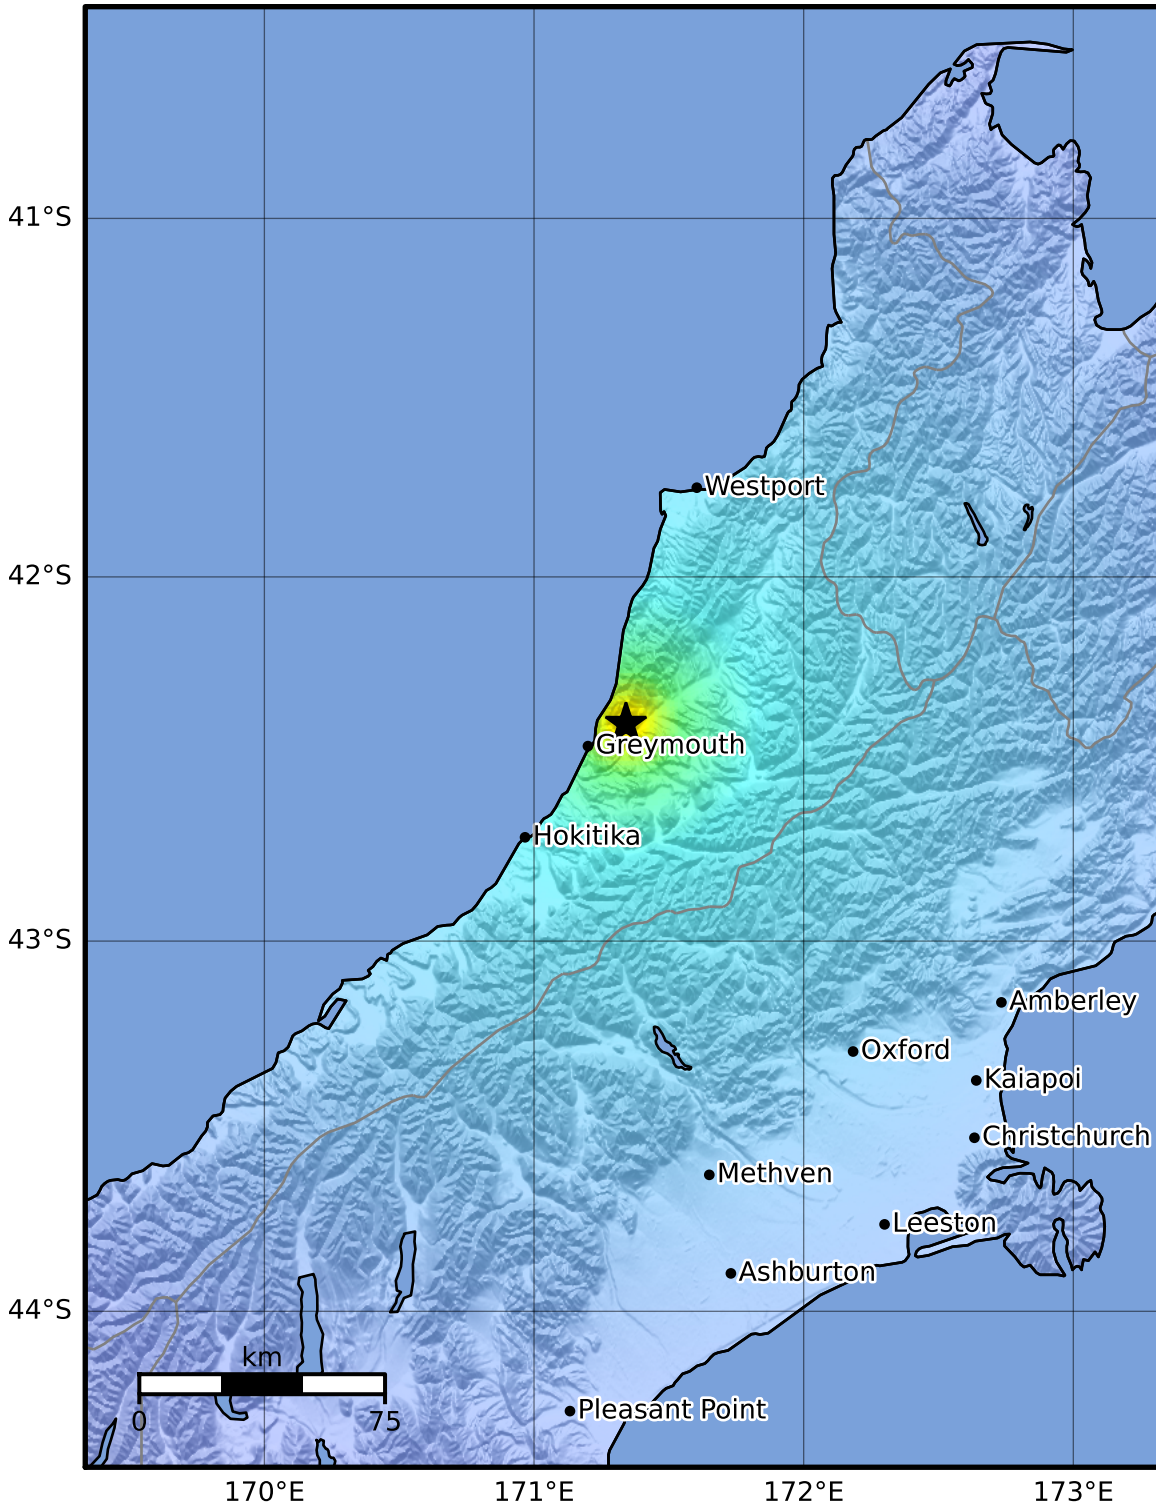 41°S
Westport
42°S
Greymouth
Hokitika
43°S
Amberley
Oxford
Kaiapoi
Christchurch
Methven
Leeston
Ashburton
44°S
km
0
75
Pleasant Point
170°E
171°E
172°E
173°E